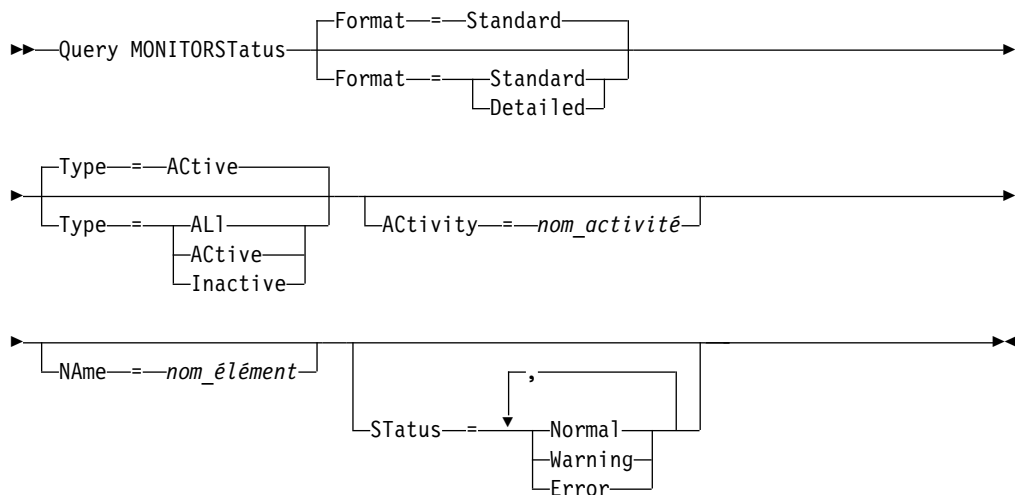 Format = Standard
Query MONITORSTatus
Format = Standard
Detailed
Type = ACtive
Type = ALl
ACtive
Inactive
ACtivity = nom_activité
NAme = nom_élément
STatus = , Normal
Warning
Error